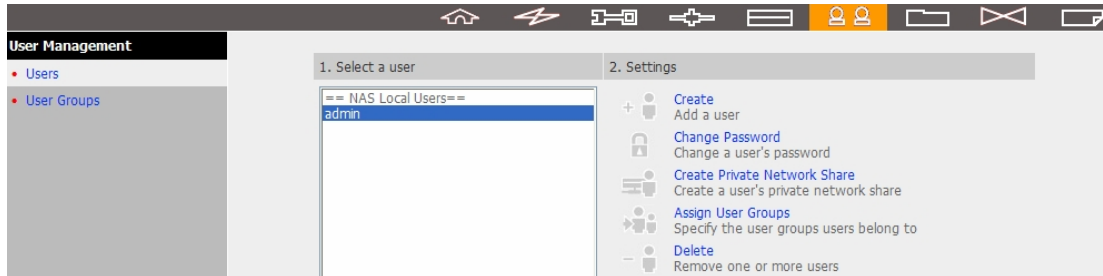 User Management
• Users
• User Groups
1. Select a user
== NAS Local Users==
admin
2. Settings
Create
Add a user
Change Password
Change a user's password
Create Private Network Share
Create a user's private network share
Assign User Groups
Specify the user groups users belong to
Delete
Remove one or more users